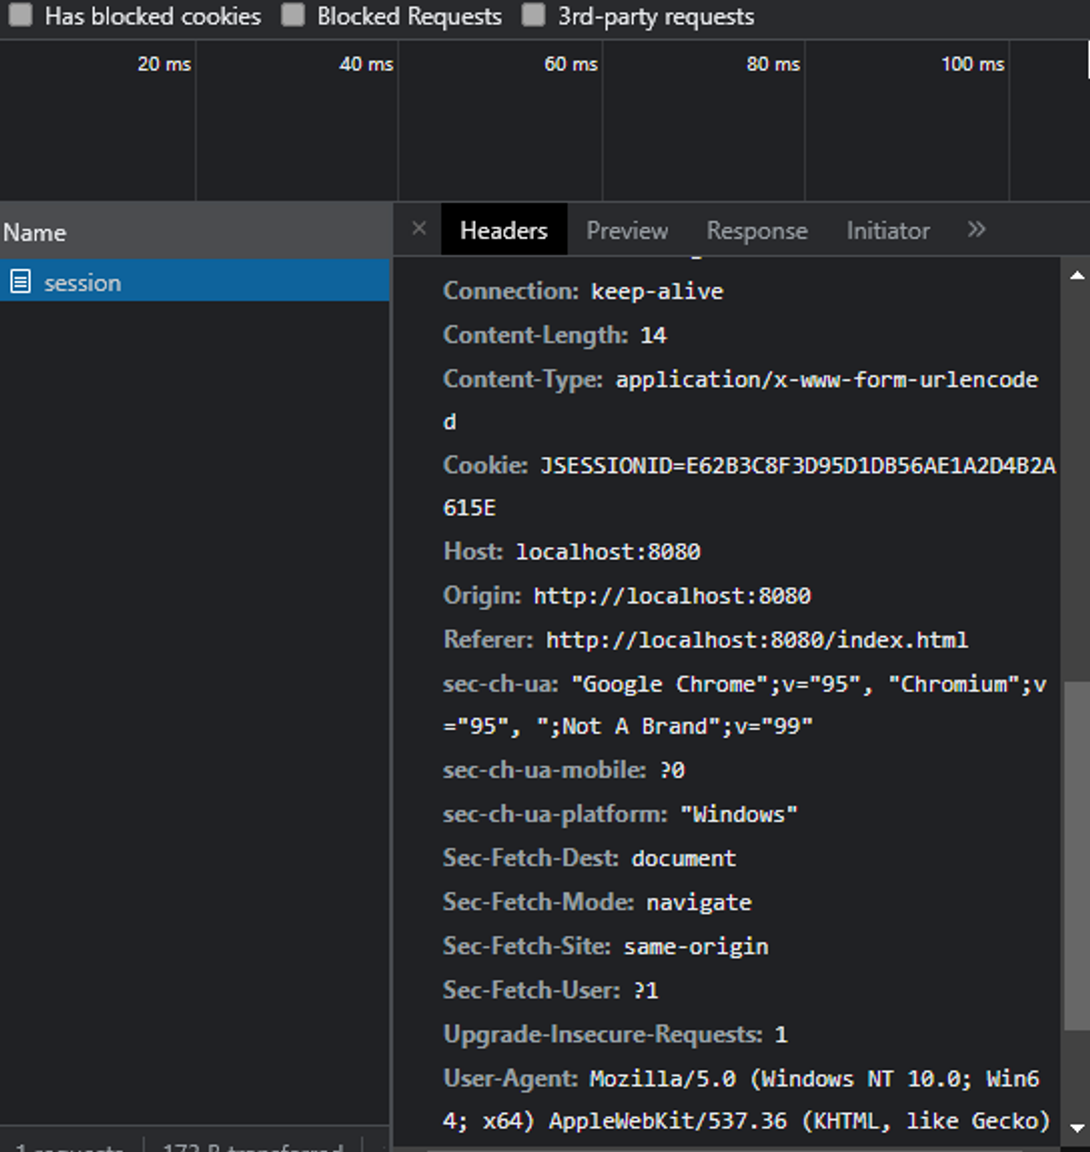 Has blocked cookies Blocked Requests 3rd-party requests
20 ms 40 ms 60 ms 80 ms 100 ms
Name
× Headers Preview Response Initiator »
session
Connection: keep-alive
Content-Length: 14
Content-Type: application/x-www-form-urlencode
d
Cookie: JSESSIONID=E62B3C8F3D95D1DB56AE1A2D4B2A
615E
Host: localhost:8080
Origin: http://localhost:8080
Referer: http://localhost:8080/index.html
sec-ch-ua: "Google Chrome";v="95", "Chromium";v
="95", ";Not A Brand";v="99"
sec-ch-ua-mobile: ?0
sec-ch-ua-platform: "Windows"
Sec-Fetch-Dest: document
Sec-Fetch-Mode: navigate
Sec-Fetch-Site: same-origin
Sec-Fetch-User: ?1
Upgrade-Insecure-Requests: 1
User-Agent: Mozilla/5.0 (Windows NT 10.0; Win6
4; x64) AppleWebKit/537.36 (KHTML, like Gecko)
1 requests 173 B transferred